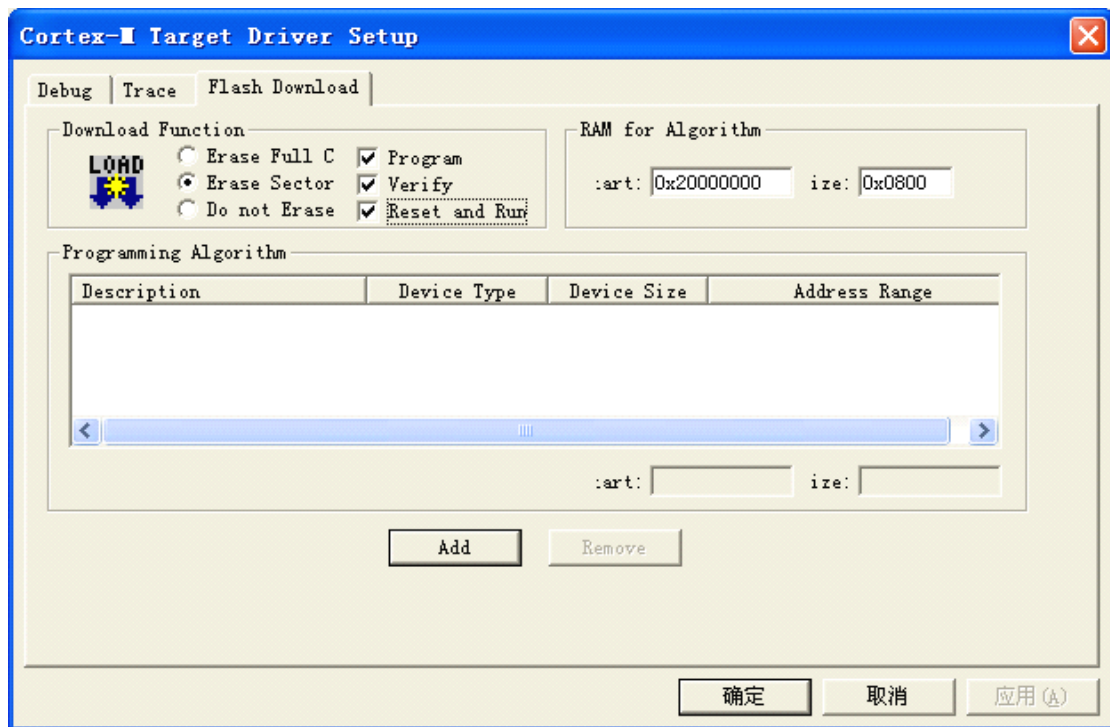 Cortex-M Target Driver Setup
Debug Trace Flash Download
Download Function
LOAD
Erase Full C
Erase Sector
Do not Erase
Program
Verify
Reset and Run
RAM for Algorithm
:art: 0x20000000 ize: 0x0800
Programming Algorithm
Description Device Type Device Size Address Range
:art: ize:
Add Remove
确定 取消 应用(A)